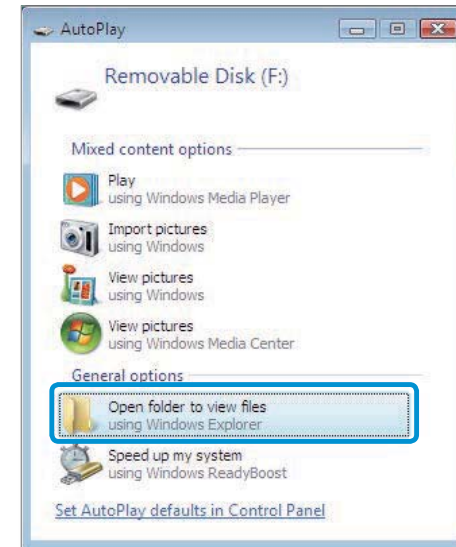 AutoPlay
Removable Disk (F:)
Mixed content options
Play
using Windows Media Player
Import pictures
using Windows
View pictures
using Windows
View pictures
using Windows Media Center
General options
Open folder to view files
using Windows Explorer
Speed up my system
using Windows ReadyBoost
Set AutoPlay defaults in Control Panel